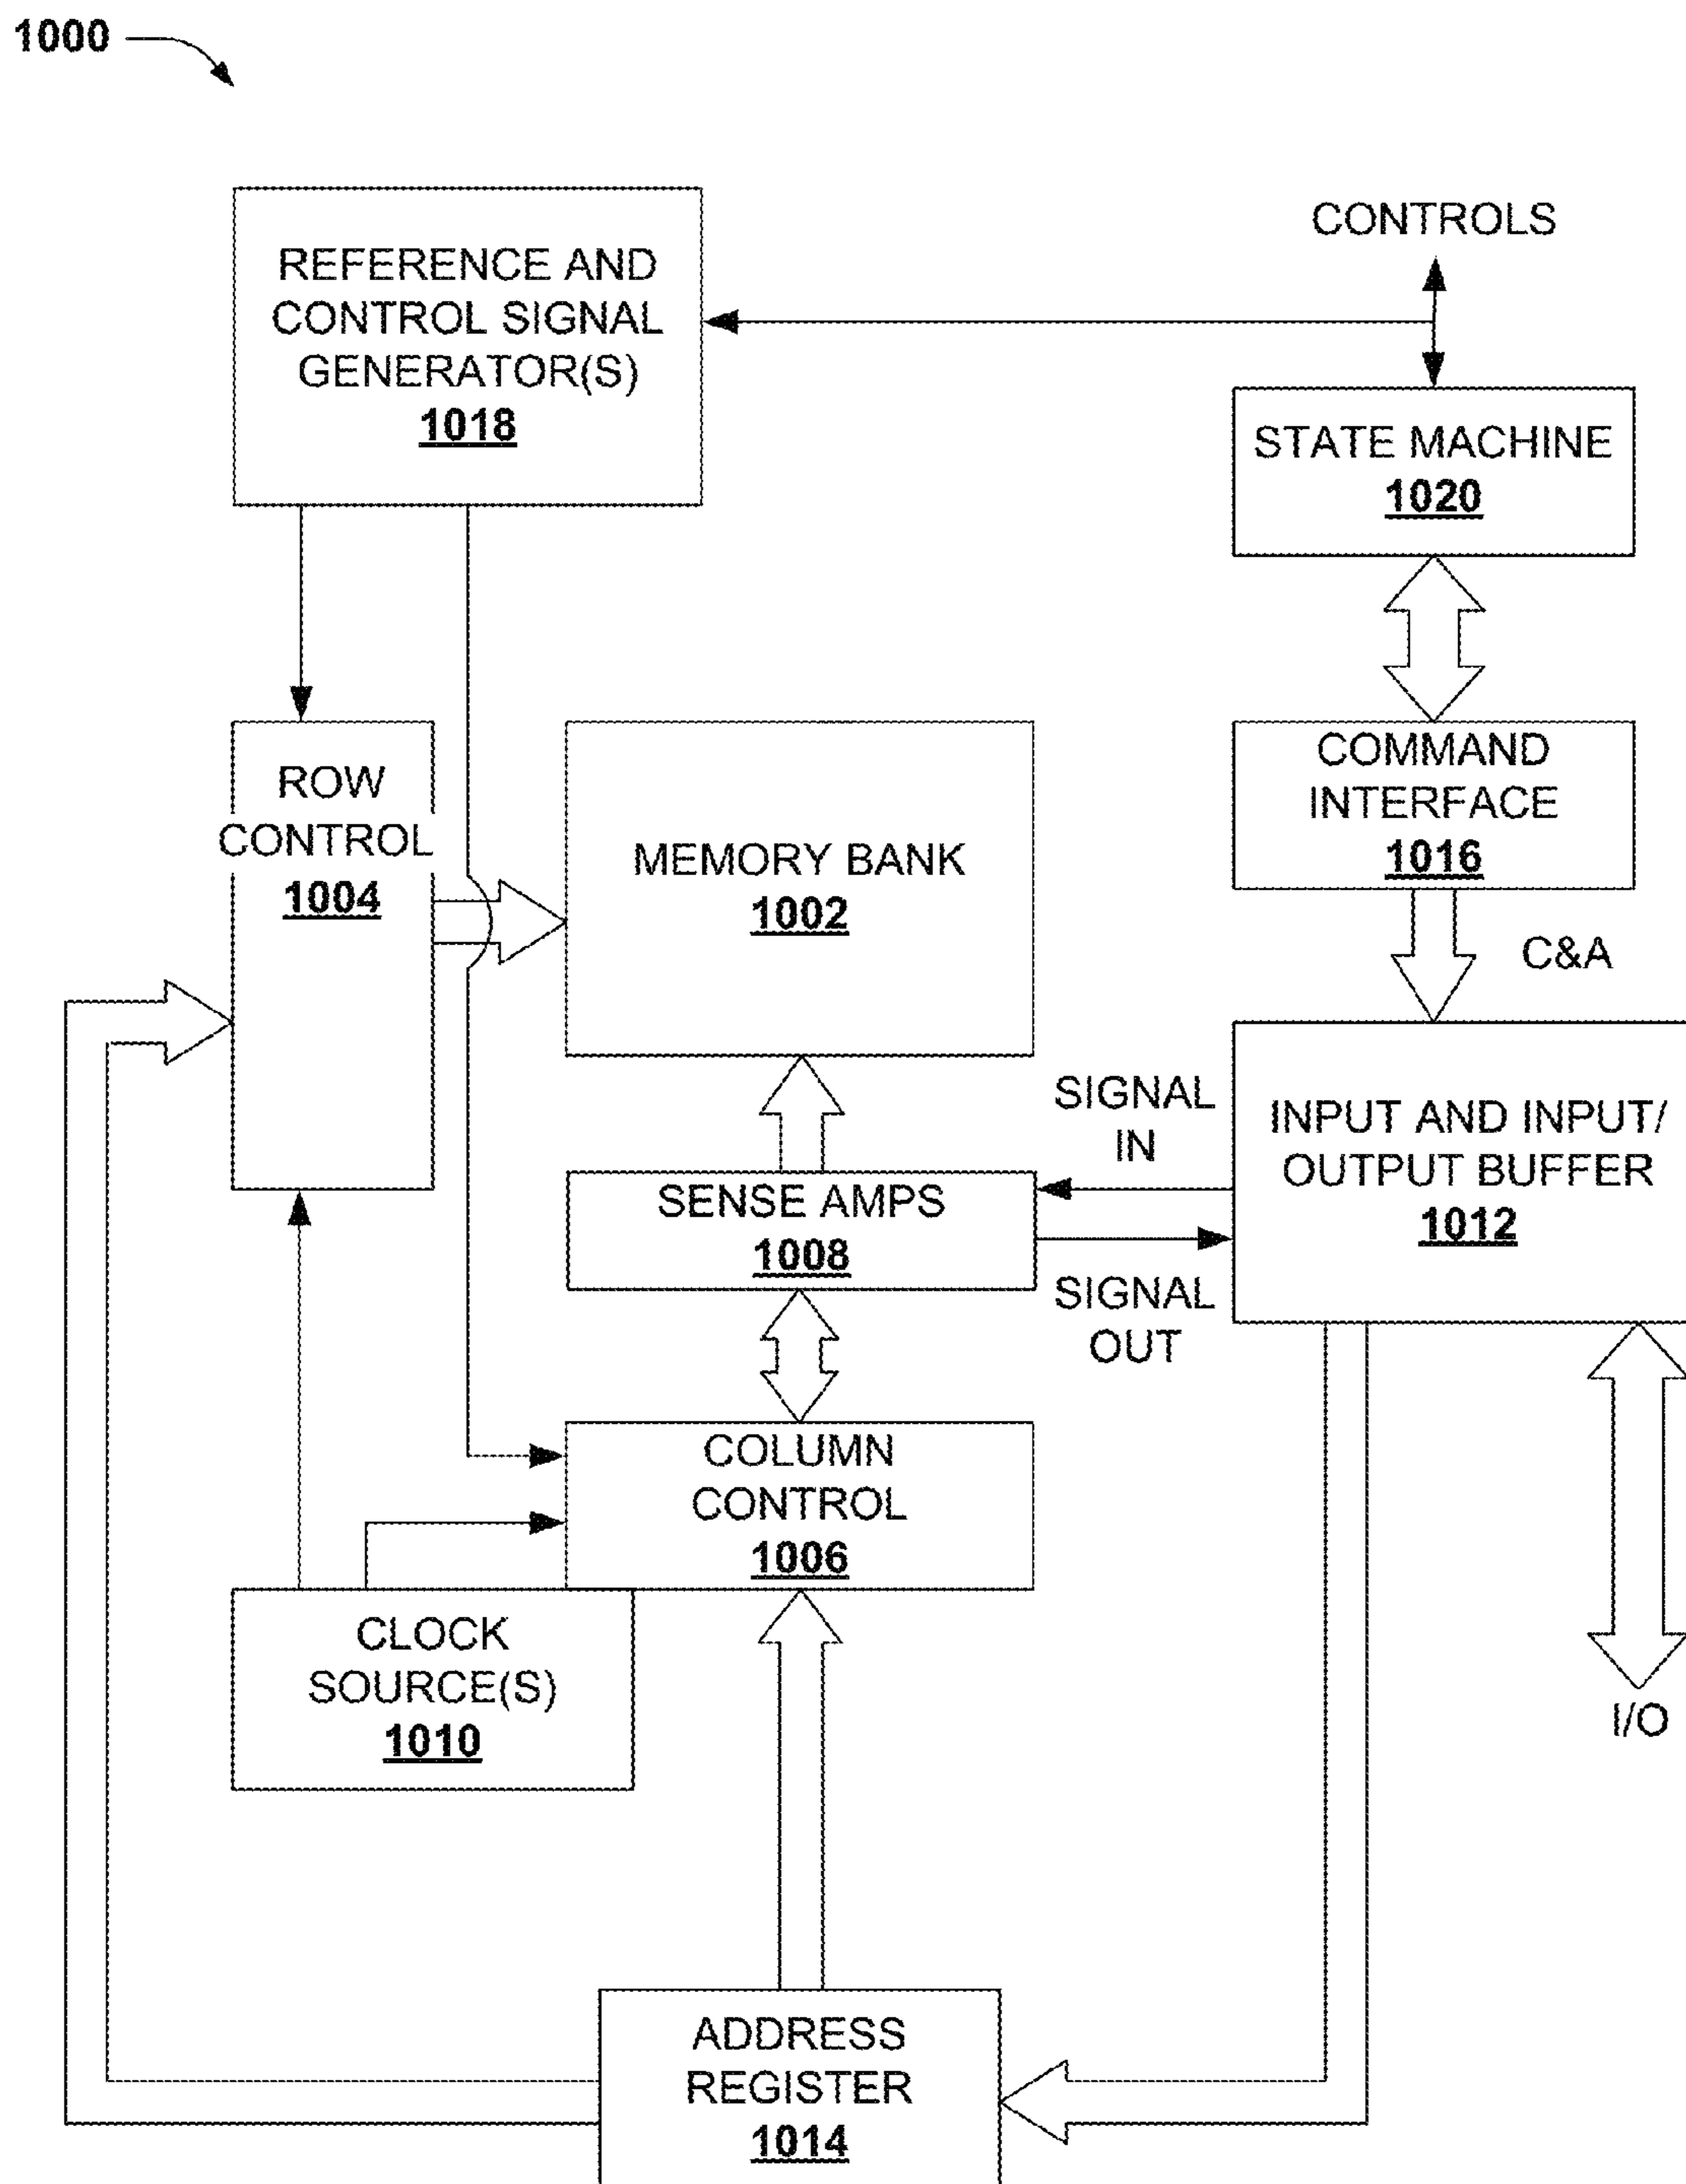 1000
REFERENCE AND
CONTROL SIGNAL
GENERATOR(S)
1018
CONTROLS
STATE MACHINE
1020
ROW
CONTROL
1004
MEMORY BANK
1002
COMMAND
INTERFACE
1016
C&A
SIGNAL
IN
INPUT AND INPUT/
OUTPUT BUFFER
1012
SENSE AMPS
1008
SIGNAL
OUT
COLUMN
CONTROL
1006
CLOCK
SOURCE(S)
1010
I/O
ADDRESS
REGISTER
1014